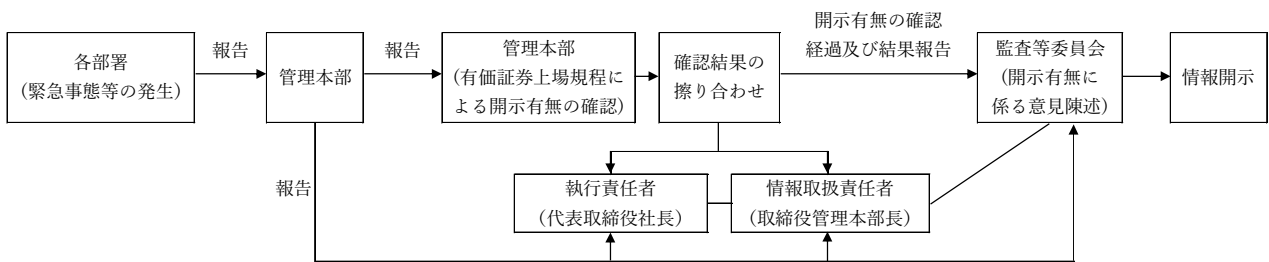 開示有無の確認
経過及び結果報告
各部署
(緊急事態等の発生)
報告
管理本部
報告
管理本部
(有価証券上場規程に
よる開示有無の確認)
確認結果の
擦り合わせ
監査等委員会
(開示有無に
係る意見陳述)
情報開示
報告
執行責任者
(代表取締役社長)
情報取扱責任者
(取締役管理本部長)